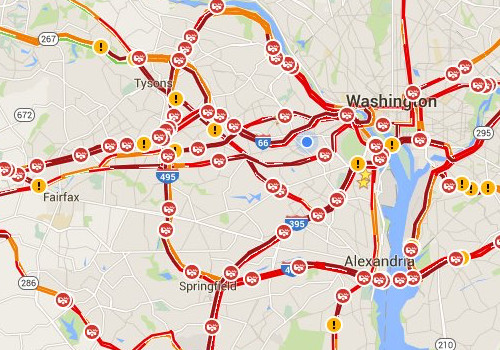 267
Tysons
672
Washington
66
295
495
Fairfax
395
Alexandria
286
Springfield
210